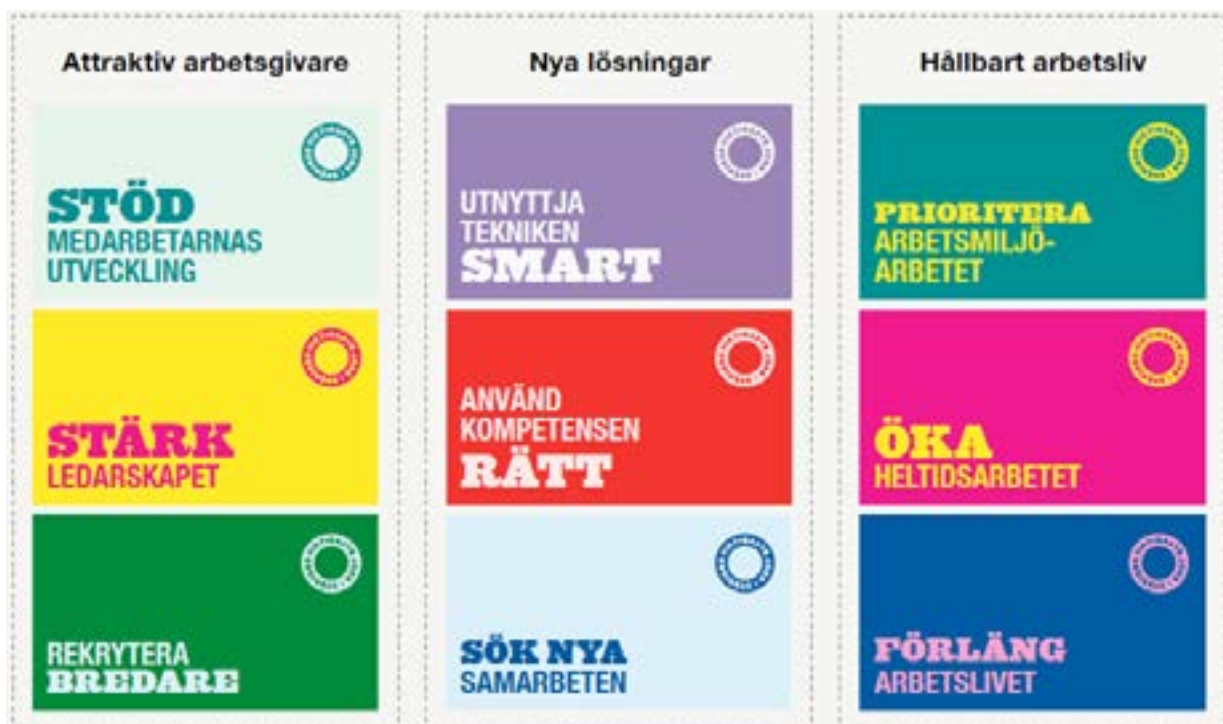 Attraktiv arbetsgivare
STÖD
MEDARBETARNAS
UTVECKLING
STÄRK
LEDARSKAPET
REKRYTERA
BREDARE
Nya lösningar
UTNYTTJA
TEKNIKEN
SMART
ANVÄND
KOMPETENSEN
RÄTT
SÖK NYA
SAMARBETEN
Hållbart arbetsliv
PRIORITERA
ARBETSMILJÖ-
ARBETET
ÖKA
HELTIDSARBETET
FÖRLÄNG
ARBETSLIVET